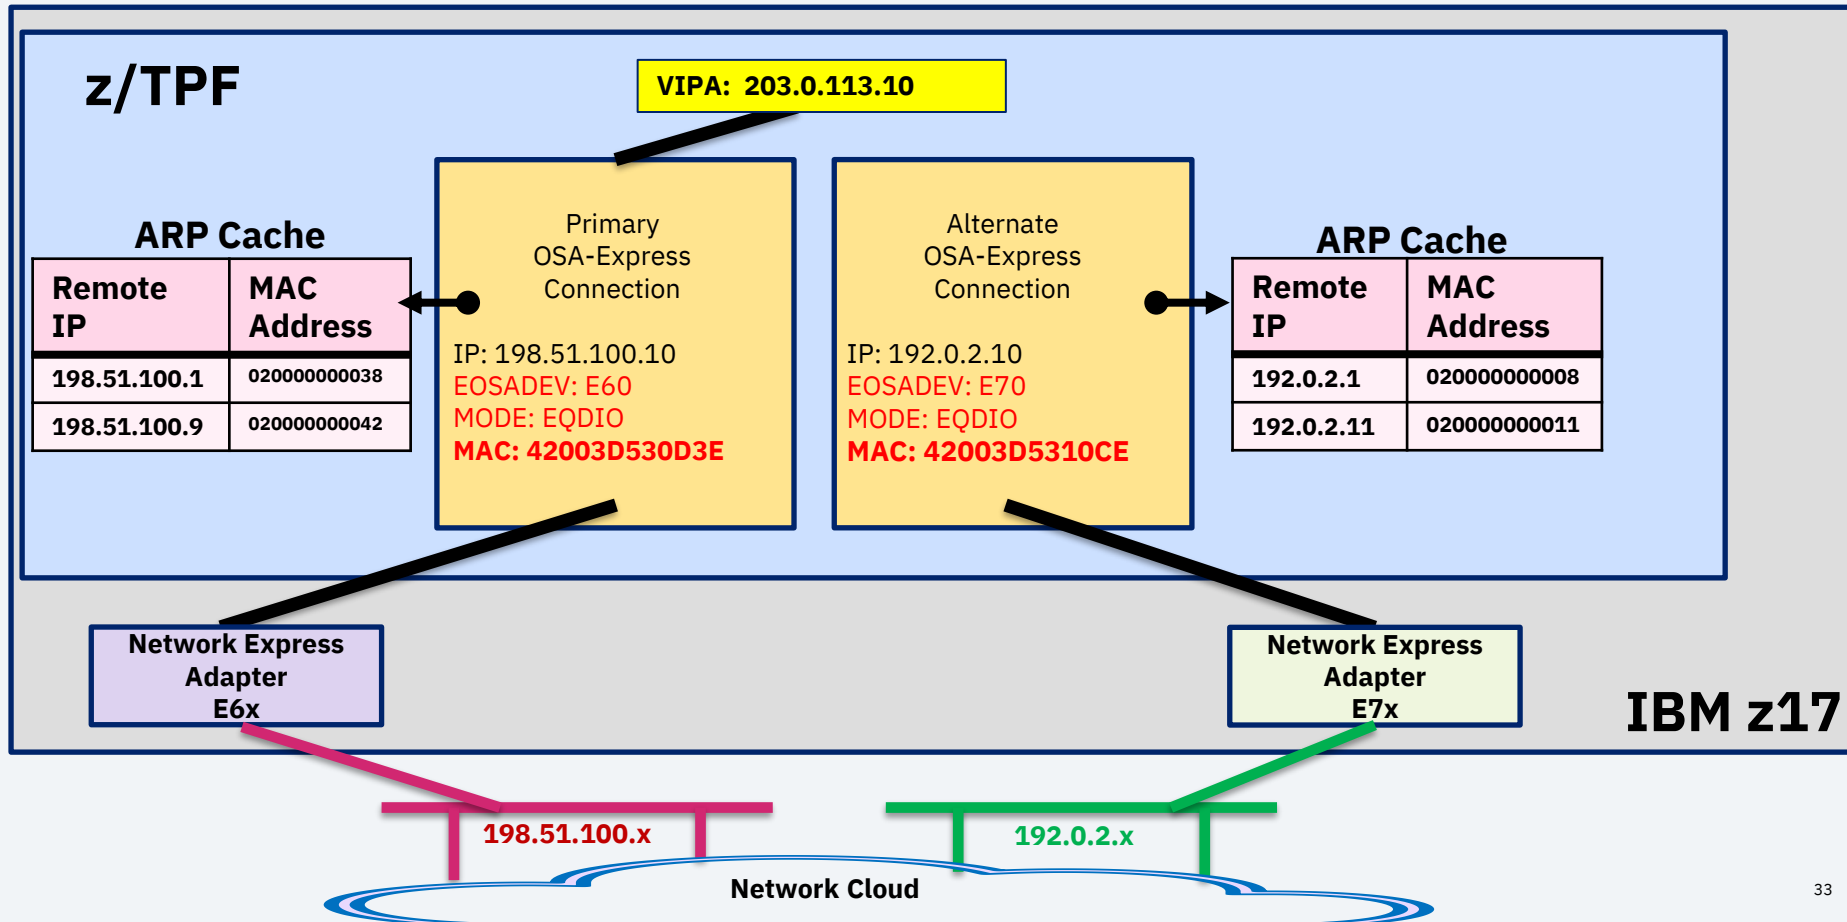 z/TPF
VIPA: 203.0.113.10
ARP Cache
Remote IP
MAC Address
198.51.100.1
020000000038
198.51.100.9
020000000042
Primary
OSA-Express
Connection
IP: 198.51.100.10
EOSADEV: E60
MODE: EQDIO
MAC: 42003D530D3E
Alternate
OSA-Express
Connection
IP: 192.0.2.10
EOSADEV: E70
MODE: EQDIO
MAC: 42003D5310CE
ARP Cache
Remote IP
MAC Address
192.0.2.1
020000000008
192.0.2.11
020000000011
Network Express
Adapter
E6x
Network Express
Adapter
E7x
IBM z17
198.51.100.x
192.0.2.x
Network Cloud
33